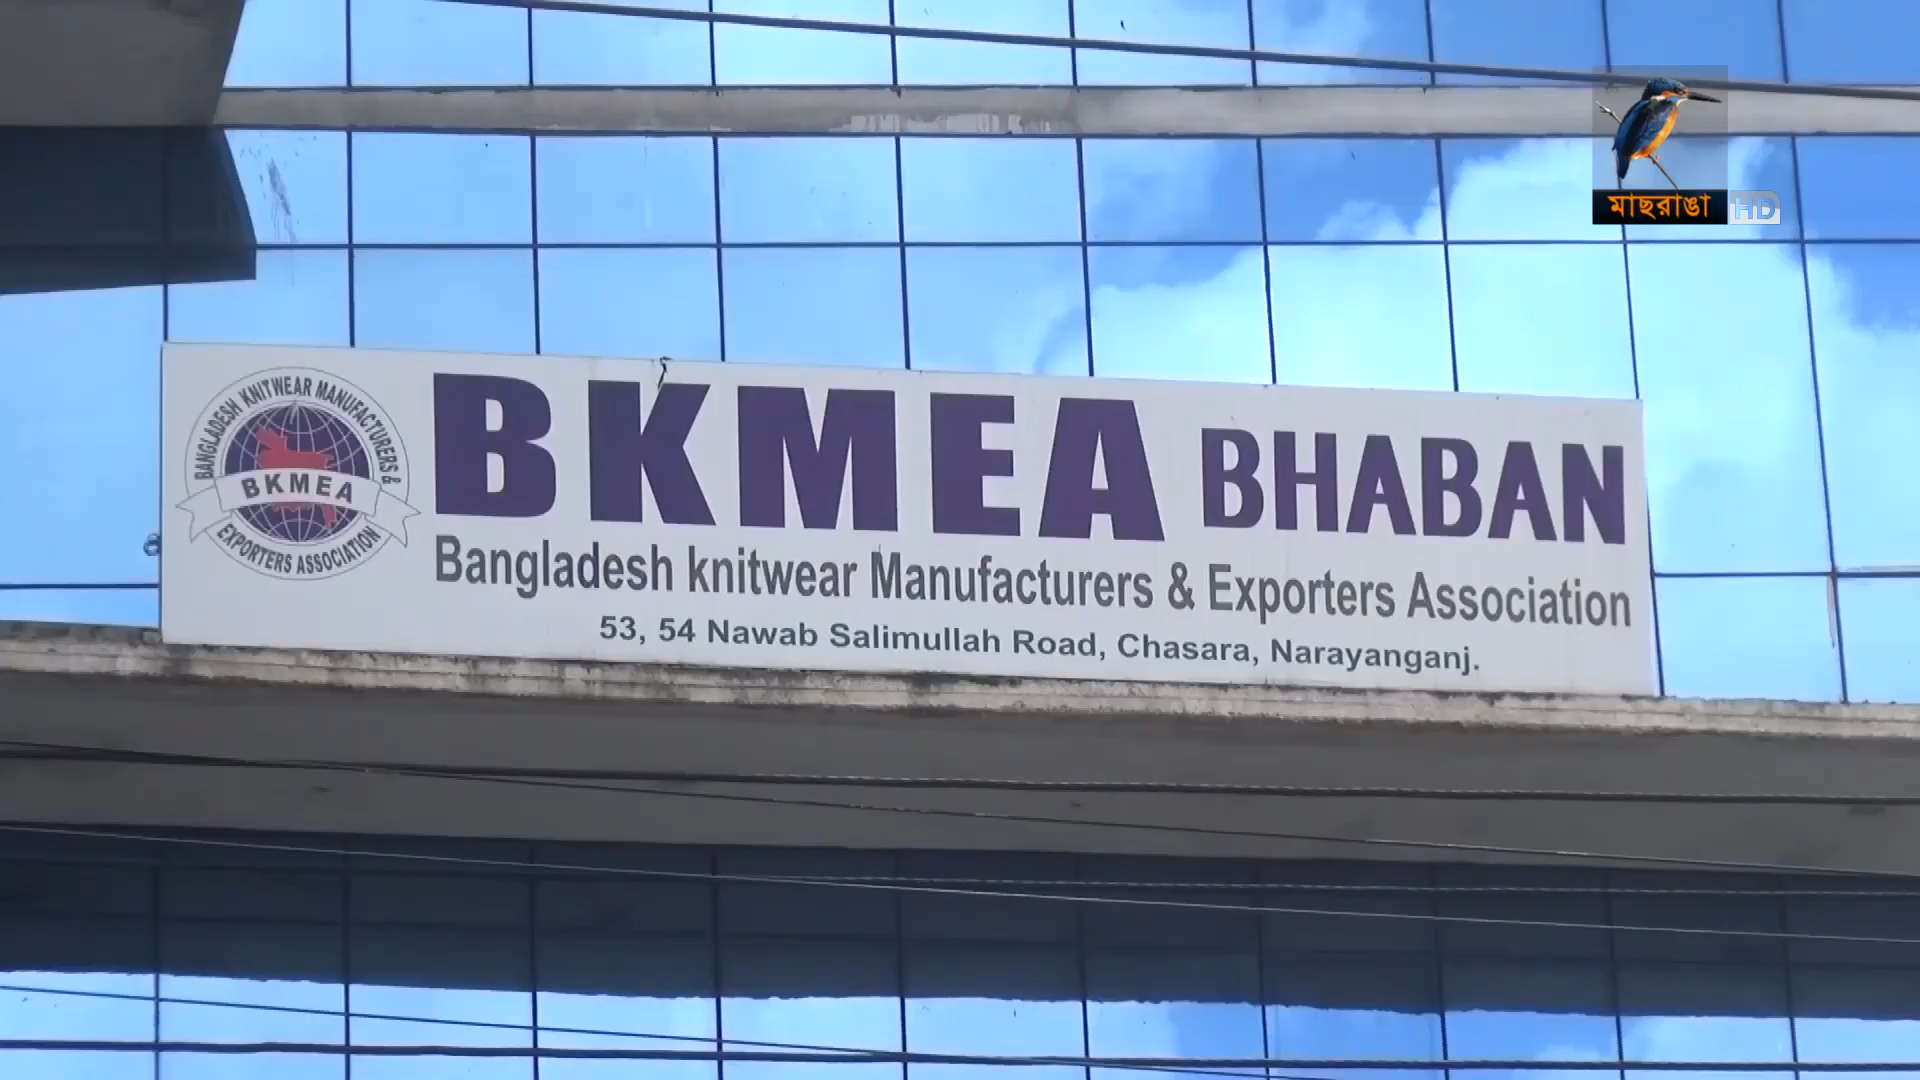 মাছরাঙা HD
BANGLADESH KNITWEAR MANUFACTURERS &
BKMEA
EXPORTERS ASSOCIATION
BKMEA BHABAN
Bangladesh knitwear Manufacturers & Exporters Association
53, 54 Nawab Salimullah Road, Chasara, Narayanganj.